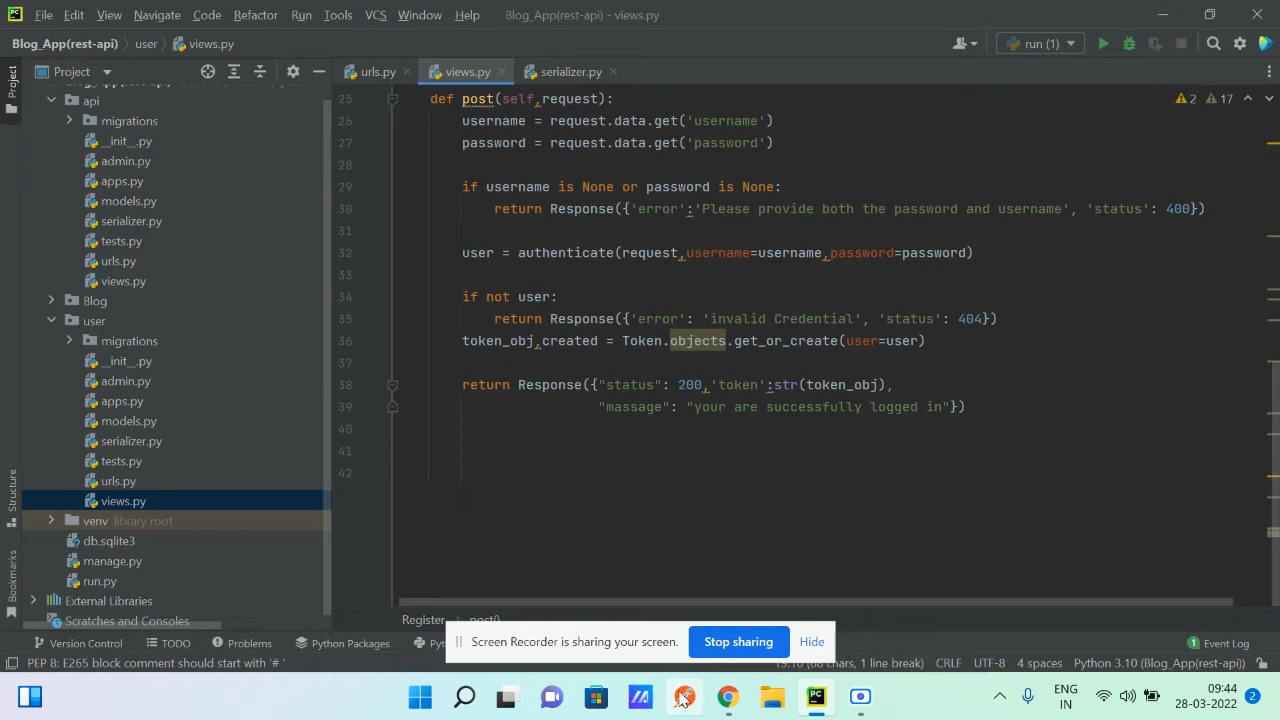 PC File Edit View Navigate Code Refactor Run Tools VCS Window Help Blog_App(rest-api) - views.py
Blog_App(rest-api) user views.py run (1)
Project urls.py views.py serializer.py
Project
api
migrations
__init__.py
admin.py
apps.py
models.py
serializer.py
tests.py
urls.py
views.py
Blog
user
migrations
__init__.py
admin.py
apps.py
models.py
serializer.py
tests.py
urls.py
views.py
venv library root
db.sqlite3
manage.py
run.py
External Libraries
Scratches and Consoles
Structure
Bookmarks
2 17
25 def post(self,request):
26 username = request.data.get('username')
27 password = request.data.get('password')
28
29 if username is None or password is None:
30 return Response({'error':'Please provide both the password and username', 'status': 400})
31
32 user = authenticate(request,username=username,password=password)
33
34 if not user:
35 return Response({'error': 'invalid Credential', 'status': 404})
36 token_obj,created = Token.objects.get_or_create(user=user)
37
38 return Response({"status": 200,'token':str(token_obj),
39 "massage": "your are successfully logged in"})
40
41
42
Register post()
Version Control TODO Problems Python Packages Pyt Event Log
Screen Recorder is sharing your screen. Stop sharing Hide
PEP 8: E265 block comment should start with '# ' CRLF UTF-8 4 spaces Python 3.10 (Blog_App(rest-api))
PC ENG IN 09:44 28-03-2022 2